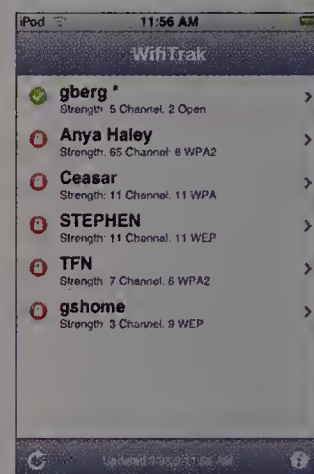 iPod 11:56 AM
WifiTrak
gberg *
Strength: 5 Channel: 2 Open
Anya Haley
Strength: 65 Channel: 6 WPA2
Ceasar
Strength: 11 Channel: 11 WPA
STEPHEN
Strength: 11 Channel: 11 WEP
TFN
Strength: 7 Channel: 6 WPA2
gshome
Strength: 3 Channel: 9 WEP
Updated